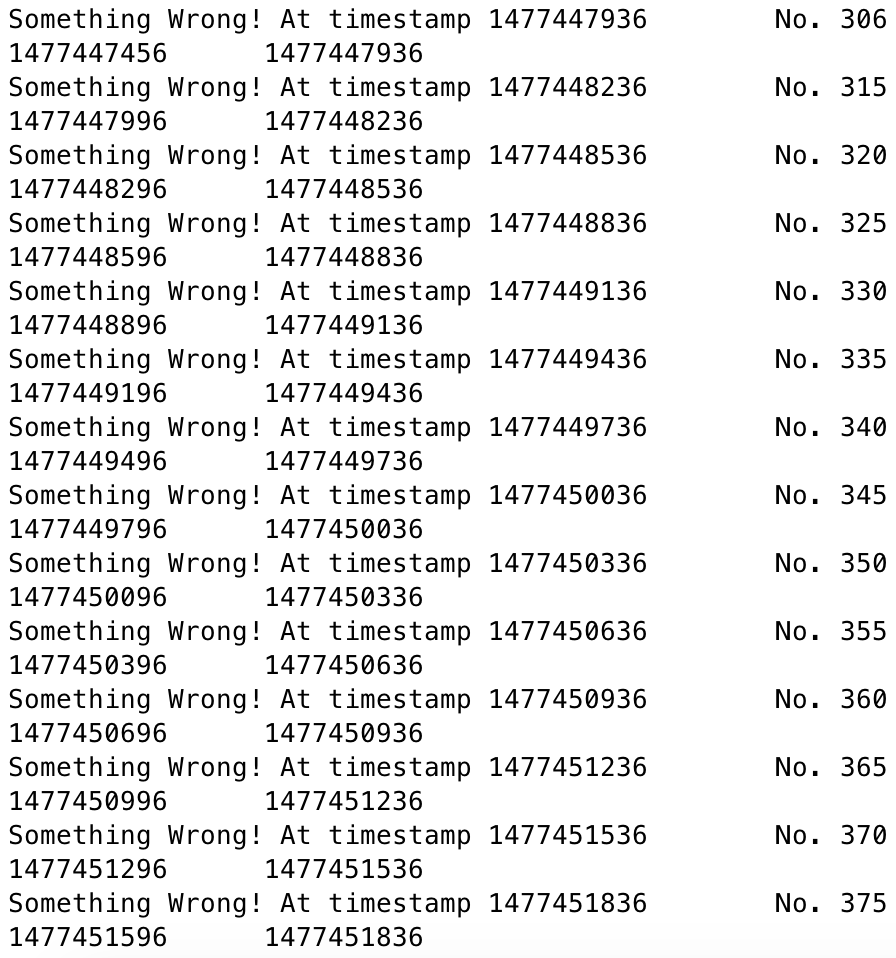 Something Wrong! At timestamp 1477447936        No. 306
1477447456      1477447936
Something Wrong! At timestamp 1477448236        No. 315
1477447996      1477448236
Something Wrong! At timestamp 1477448536        No. 320
1477448296      1477448536
Something Wrong! At timestamp 1477448836        No. 325
1477448596      1477448836
Something Wrong! At timestamp 1477449136        No. 330
1477448896      1477449136
Something Wrong! At timestamp 1477449436        No. 335
1477449196      1477449436
Something Wrong! At timestamp 1477449736        No. 340
1477449496      1477449736
Something Wrong! At timestamp 1477450036        No. 345
1477449796      1477450036
Something Wrong! At timestamp 1477450336        No. 350
1477450096      1477450336
Something Wrong! At timestamp 1477450636        No. 355
1477450396      1477450636
Something Wrong! At timestamp 1477450936        No. 360
1477450696      1477450936
Something Wrong! At timestamp 1477451236        No. 365
1477450996      1477451236
Something Wrong! At timestamp 1477451536        No. 370
1477451296      1477451536
Something Wrong! At timestamp 1477451836        No. 375
1477451596      1477451836